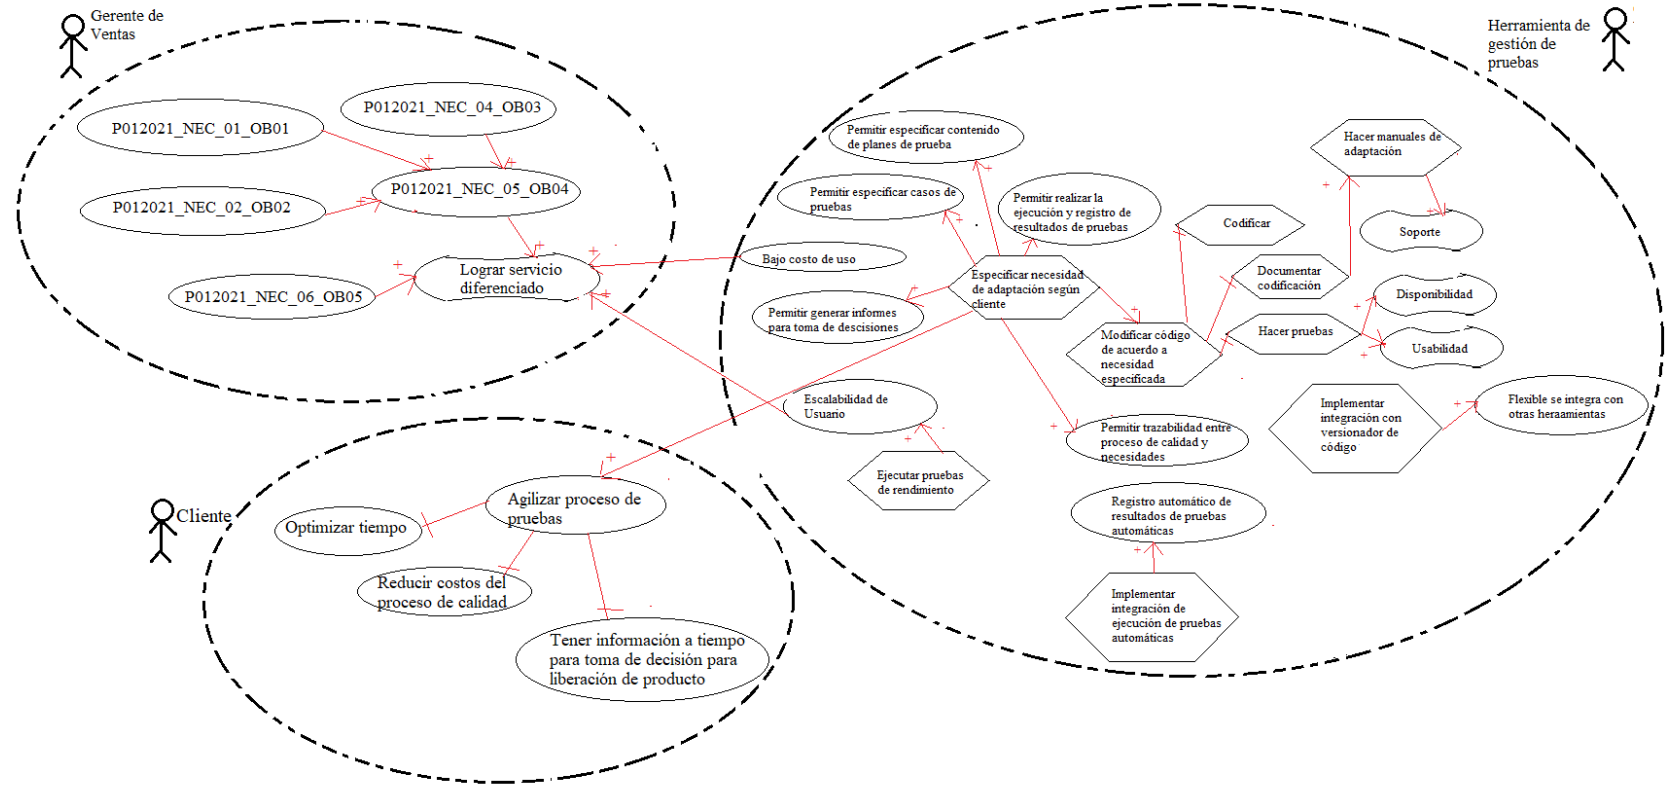 Gerente de
Ventas
P012021_NEC_01_OB01
P012021_NEC_04_OB03
P012021_NEC_05_OB04
P012021_NEC_02_OB02
P012021_NEC_06_OB05
Lograr servicio
diferenciado
Herramienta de
gestión de
pruebas
Permitir especificar contenido
de planes de prueba
Permitir especificar casos de
pruebas
Permitir realizar la
ejecución y registro de
resultados de pruebas
Bajo costo de uso
Especificar necesidad
de adaptación según
cliente
Permitir generar informes
para toma de descisiones
Hacer manuales de
adaptación
Codificar
Soporte
Documentar
codificación
Disponibilidad
Hacer pruebas
Usabilidad
Modificar código
de acuerdo a
necesidad
especificada
Escalabilidad de
Usuario
Ejecutar pruebas
de rendimiento
Permitir trazabilidad entre
proceso de calidad y
necesidades
Implementar
integración con
versionador de
código
Flexible se integra con
otras heraamientas
Registro automático de
resultados de pruebas
automáticas
Implementar
integración de
ejecución de pruebas
automáticas
Cliente
Agilizar proceso de
pruebas
Optimizar tiempo
Reducir costos del
proceso de calidad
Tener información a tiempo
para toma de decisión para
liberación de producto